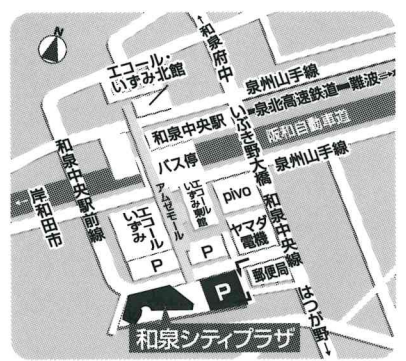 N
↑和泉府中
エコール・
いずみ北館
泉州山手線
泉北高速鉄道―難波→
和泉中央駅
いぶき野大橋
阪和自動車道
バス停
泉州山手線
和泉中央駅前線
アムゼモール
エコール
いずみ東館
pivo
和泉中央線
←岸和田市
エコール
いずみ
ヤマダ
電機
P
P
郵便局
P
はつが野↓
和泉シティプラザ